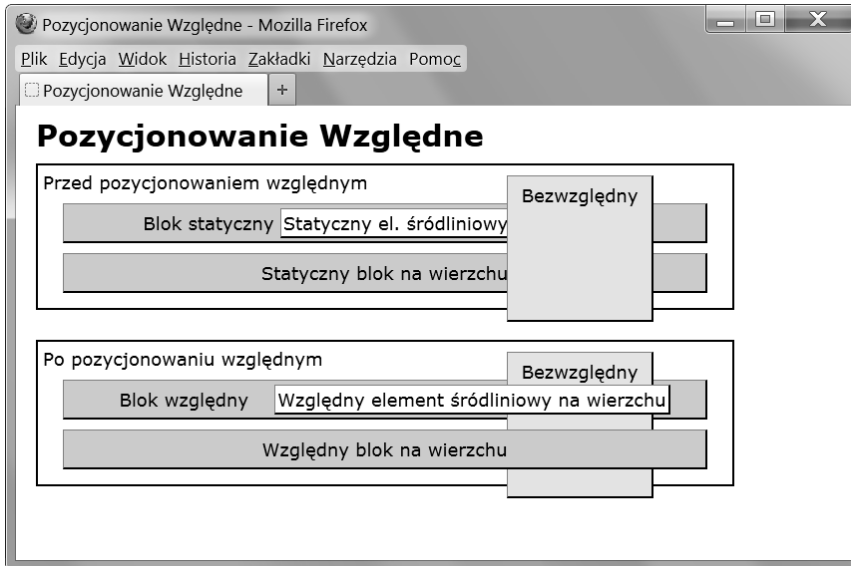 Pozycjonowanie Względne - Mozilla Firefox
Plik Edycja Widok Historia Zakładki Narzędzia Pomoc
Pozycjonowanie Względne +
Pozycjonowanie Względne
Przed pozycjonowaniem względnym
Bezwzględny
Blok statyczny Statyczny el. śródliniowy
Statyczny blok na wierzchu
Po pozycjonowaniu względnym
Bezwzględny
Blok względny Względny element śródliniowy na wierzchu
Względny blok na wierzchu